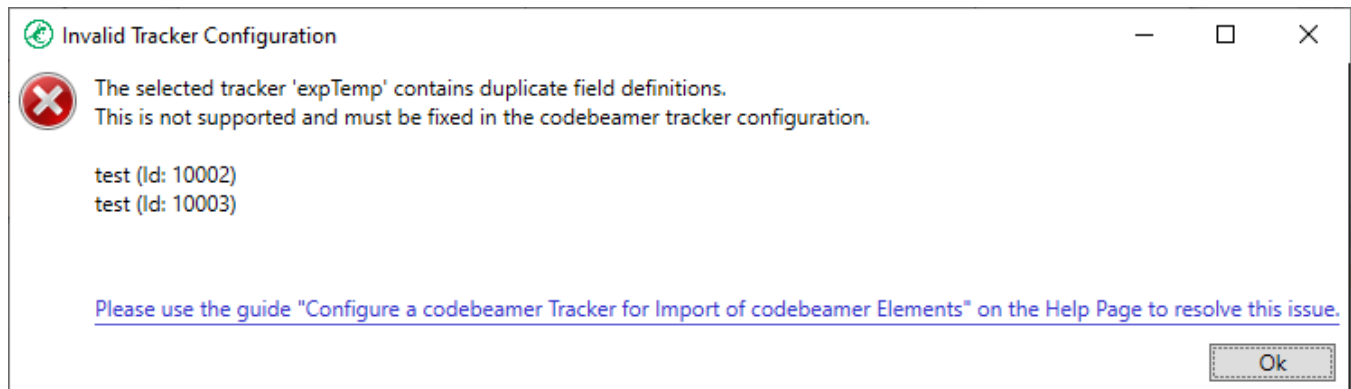 Invalid Tracker Configuration
The selected tracker 'expTemp' contains duplicate field definitions.
This is not supported and must be fixed in the codebeamer tracker configuration.
test (Id: 10002)
test (Id: 10003)
Please use the guide "Configure a codebeamer Tracker for Import of codebeamer Elements" on the Help Page to resolve this issue.
Ok